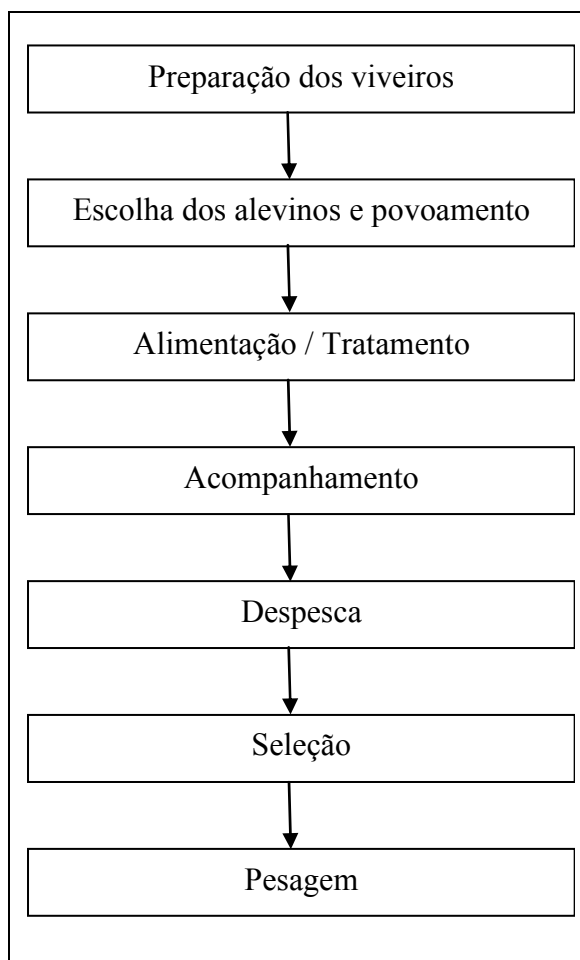 Preparação dos viveiros
Escolha dos alevinos e povoamento
Alimentação / Tratamento
Acompanhamento
Despesca
Seleção
Pesagem